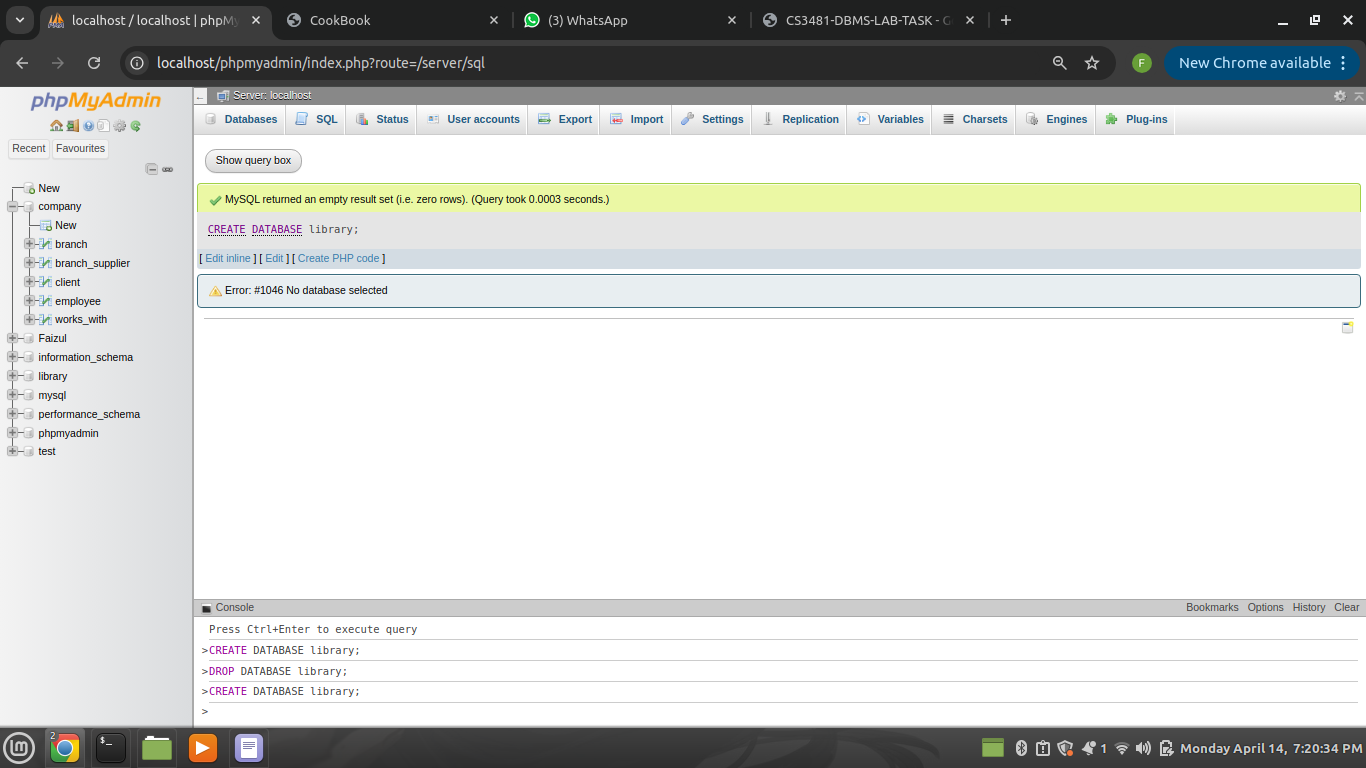 localhost / localhost | phpMy
CookBook
(3) WhatsApp
CS3481-DBMS-LAB-TASK - G
localhost/phpmyadmin/index.php?route=/server/sql
F
New Chrome available
phpMyAdmin
Recent
Favourites
New
company
New
branch
branch_supplier
client
employee
works_with
Faizul
information_schema
library
mysql
performance_schema
phpmyadmin
test
Server: localhost
Databases
SQL
Status
User accounts
Export
Import
Settings
Replication
Variables
Charsets
Engines
Plug-ins
Show query box
MySQL returned an empty result set (i.e. zero rows). (Query took 0.0003 seconds.)
CREATE DATABASE library;
[ Edit inline ] [ Edit ] [ Create PHP code ]
Error: #1046 No database selected
Console
Bookmarks Options History Clear
Press Ctrl+Enter to execute query
>CREATE DATABASE library;
>DROP DATABASE library;
>CREATE DATABASE library;
>
2
$_
1
Monday April 14, 7:20:34 PM